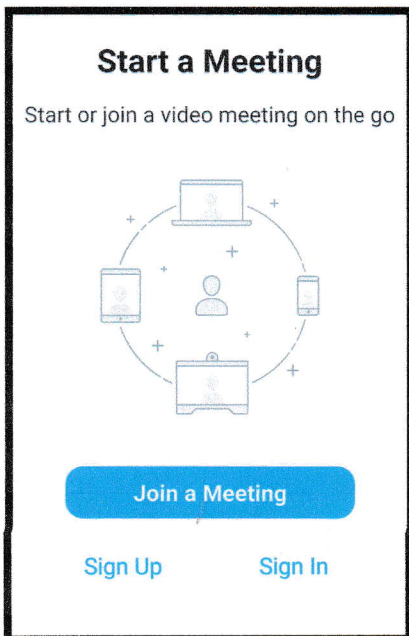 Start a Meeting
Start or join a video meeting on the go
Join a Meeting
Sign Up
Sign In